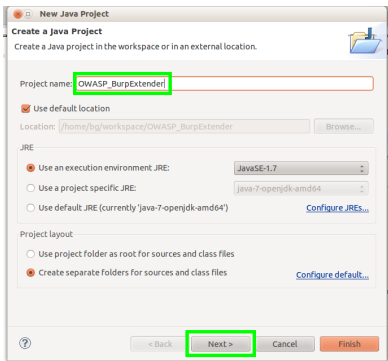 New Java Project
Create a Java Project
Create a Java project in the workspace or in an external location.
Project name: OWASP_BurpExtender
Use default location
Location: /home/bg/workspace/OWASP_BurpExtender Browse...
JRE
Use an execution environment JRE: JavaSE-1.7
Use a project specific JRE: java-7-openjdk-amd64
Use default JRE (currently 'java-7-openjdk-amd64') Configure JREs...
Project layout
Use project folder as root for sources and class files
Create separate folders for sources and class files Configure default...
? < Back Next > Cancel Finish